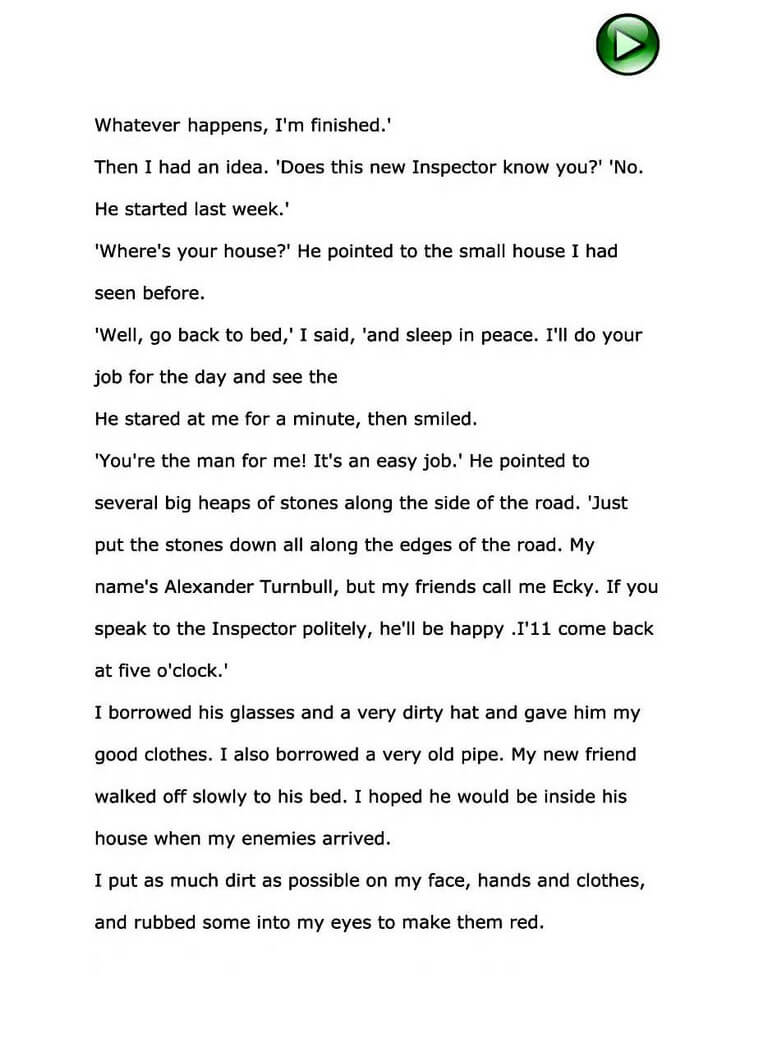 Whatever happens, I'm finished.'
Then I had an idea. 'Does this new Inspector know you?' 'No.
He started last week.'
'Where's your house?' He pointed to the small house I had
seen before.
'Well, go back to bed,' I said, 'and sleep in peace. I'll do your
job for the day and see the
He stared at me for a minute, then smiled.
'You're the man for me! It's an easy job.' He pointed to
several big heaps of stones along the side of the road. 'Just
put the stones down all along the edges of the road. My
name's Alexander Turnbull, but my friends call me Ecky. If you
speak to the Inspector politely, he'll be happy .I'11 come back
at five o'clock.'
I borrowed his glasses and a very dirty hat and gave him my
good clothes. I also borrowed a very old pipe. My new friend
walked off slowly to his bed. I hoped he would be inside his
house when my enemies arrived.
I put as much dirt as possible on my face, hands and clothes,
and rubbed some into my eyes to make them red.